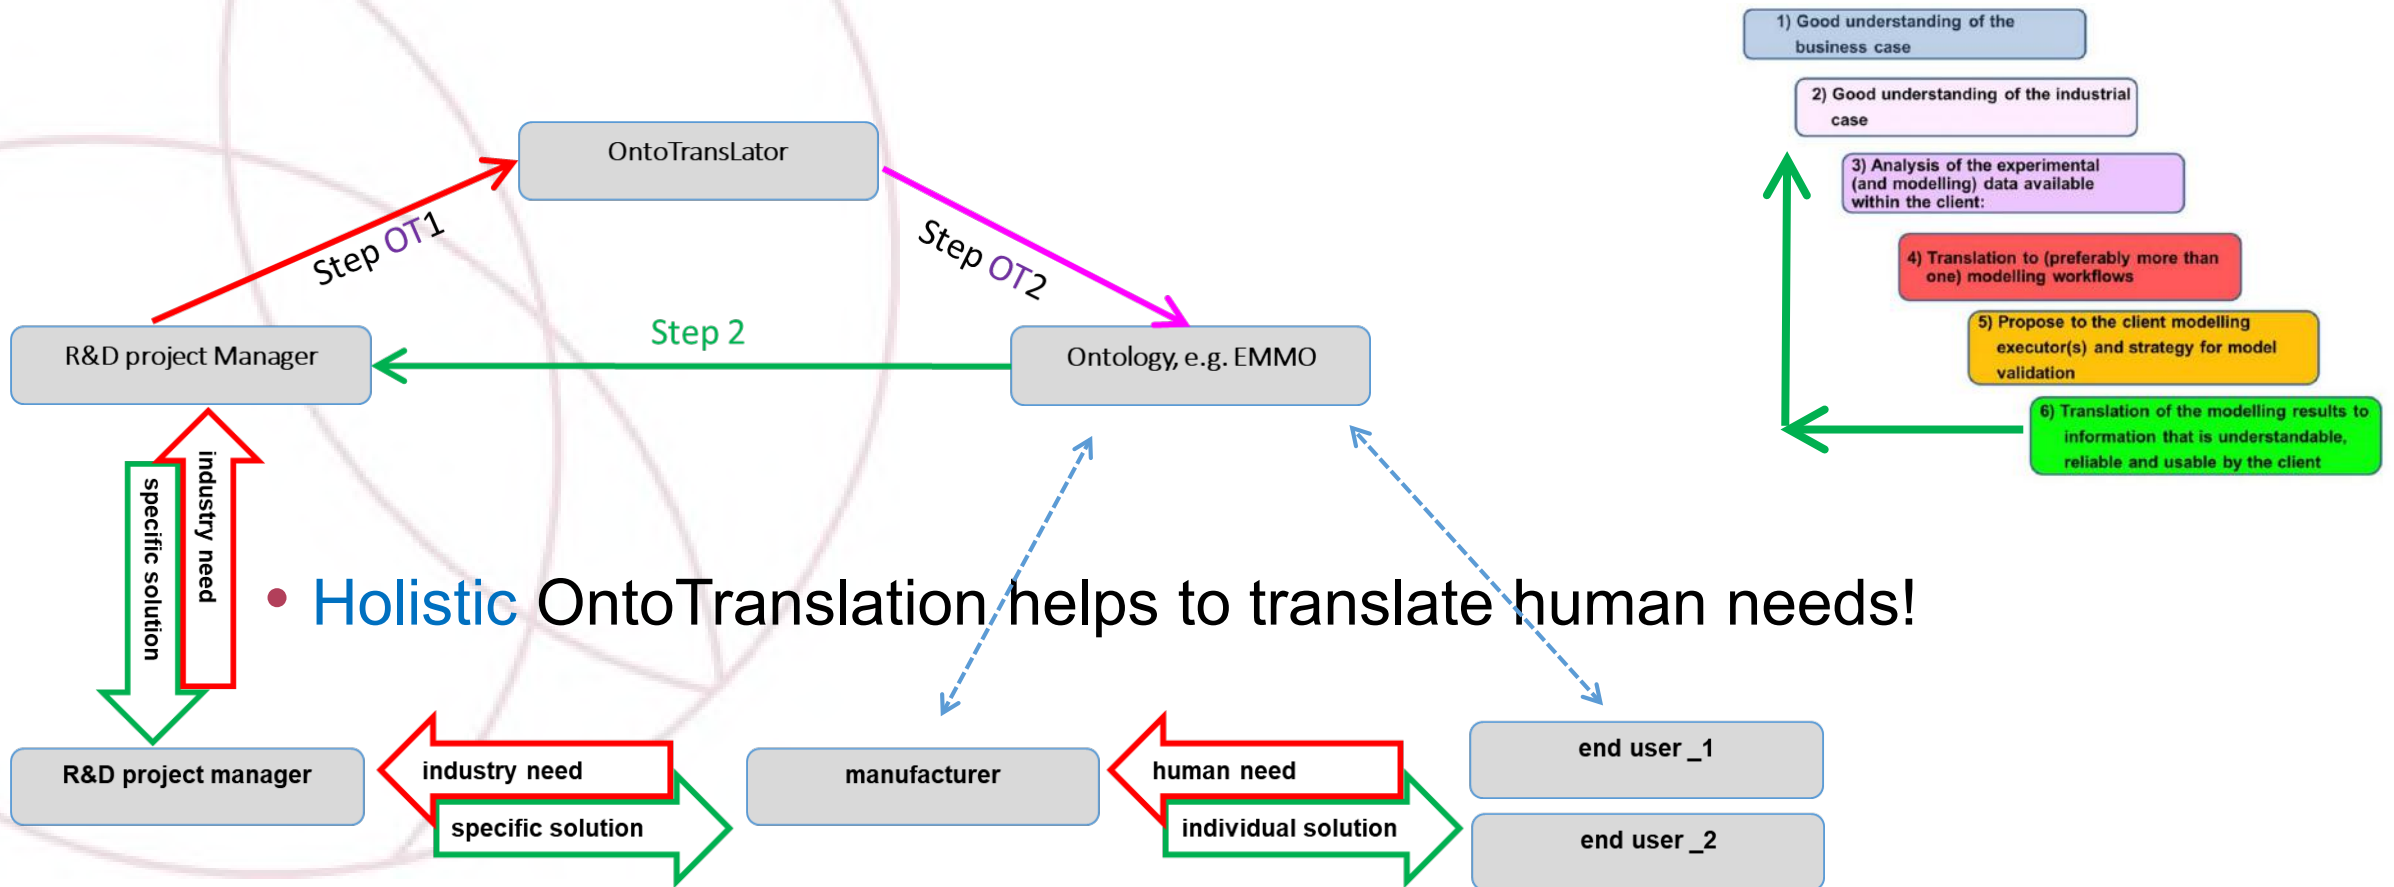 1) Good understanding of the
business case
2) Good understanding of the industrial
case
3) Analysis of the experimental
(and modelling) data available
within the client:
4) Translation to (preferably more than
one) modelling workflows
5) Propose to the client modelling
executor(s) and strategy for model
validation
6) Translation of the modelling results to
information that is understandable,
reliable and usable by the client
OntoTransLator
Step OT1
Step OT2
R&D project Manager
Step 2
Ontology, e.g. EMMO
industry need
specific solution
• Holistic OntoTranslation helps to translate human needs!
R&D project manager
industry need
specific solution
manufacturer
human need
individual solution
end user _1
end user _2